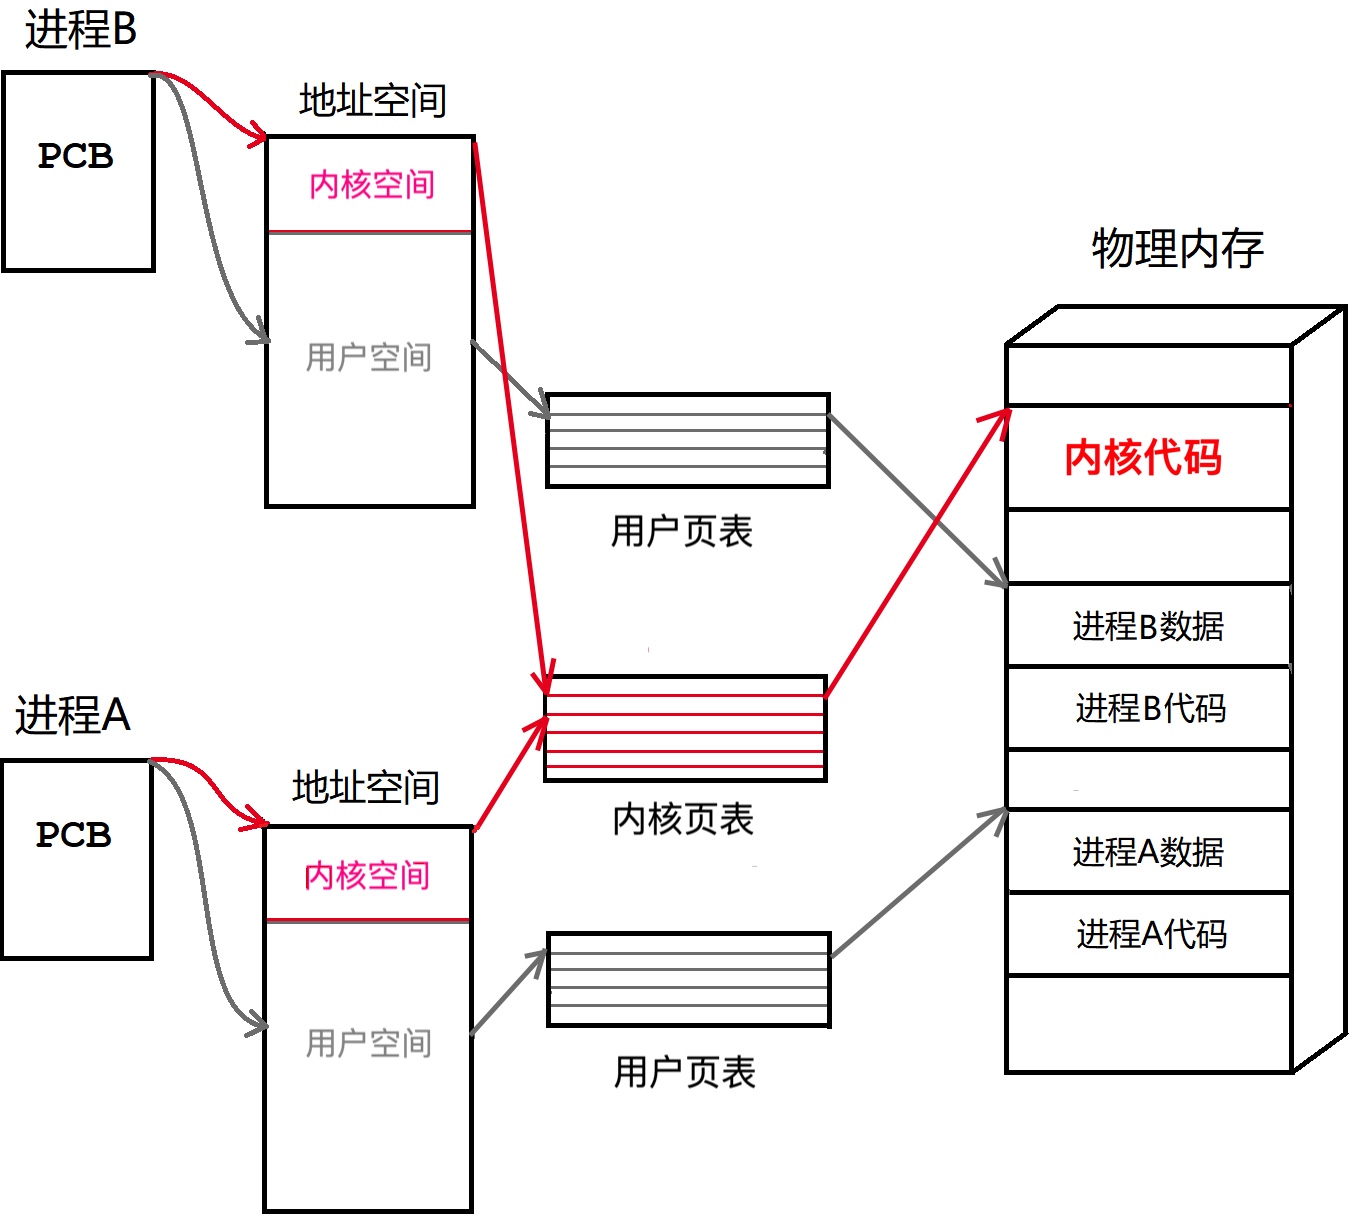 进程B
PCB
地址空间
内核空间
用户空间
用户页表
物理内存
内核代码
进程B数据
进程B代码
进程A数据
进程A代码
内核页表
进程A
PCB
地址空间
内核空间
用户空间
用户页表